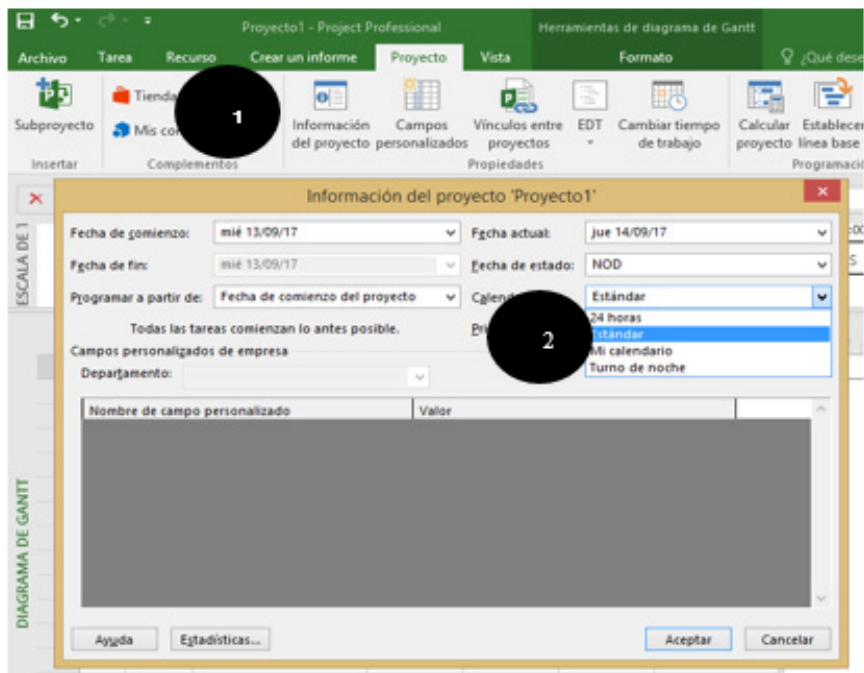 Proyecto1 - Project Professional
Herramientas de diagrama de Gantt
Archivo Tarea Recurso Crear un informe Proyecto Vista Formato ¿Qué dese
Subproyecto
Tienda
Mis co
Información del proyecto
Campos personalizados
Vínculos entre proyectos
EDT
Cambiar tiempo de trabajo
Calcular proyecto
Establecer línea base
Insertar Complementos Propiedades Programació
1
Información del proyecto 'Proyecto1'
Fecha de comienzo: mié 13/09/17 Fecha actual: jue 14/09/17
Fecha de fin: mié 13/09/17 Fecha de estado: NOD
Programar a partir de: Fecha de comienzo del proyecto Calend Estándar
Todas las tareas comienzan lo antes posible. Pri
2
24 horas
Estándar
Mi calendario
Turno de noche
Campos personalizados de empresa
Departamento:
Nombre de campo personalizado Valor
Ayuda Estadísticas... Aceptar Cancelar
ESCALA DE T
DIAGRAMA DE GANTT